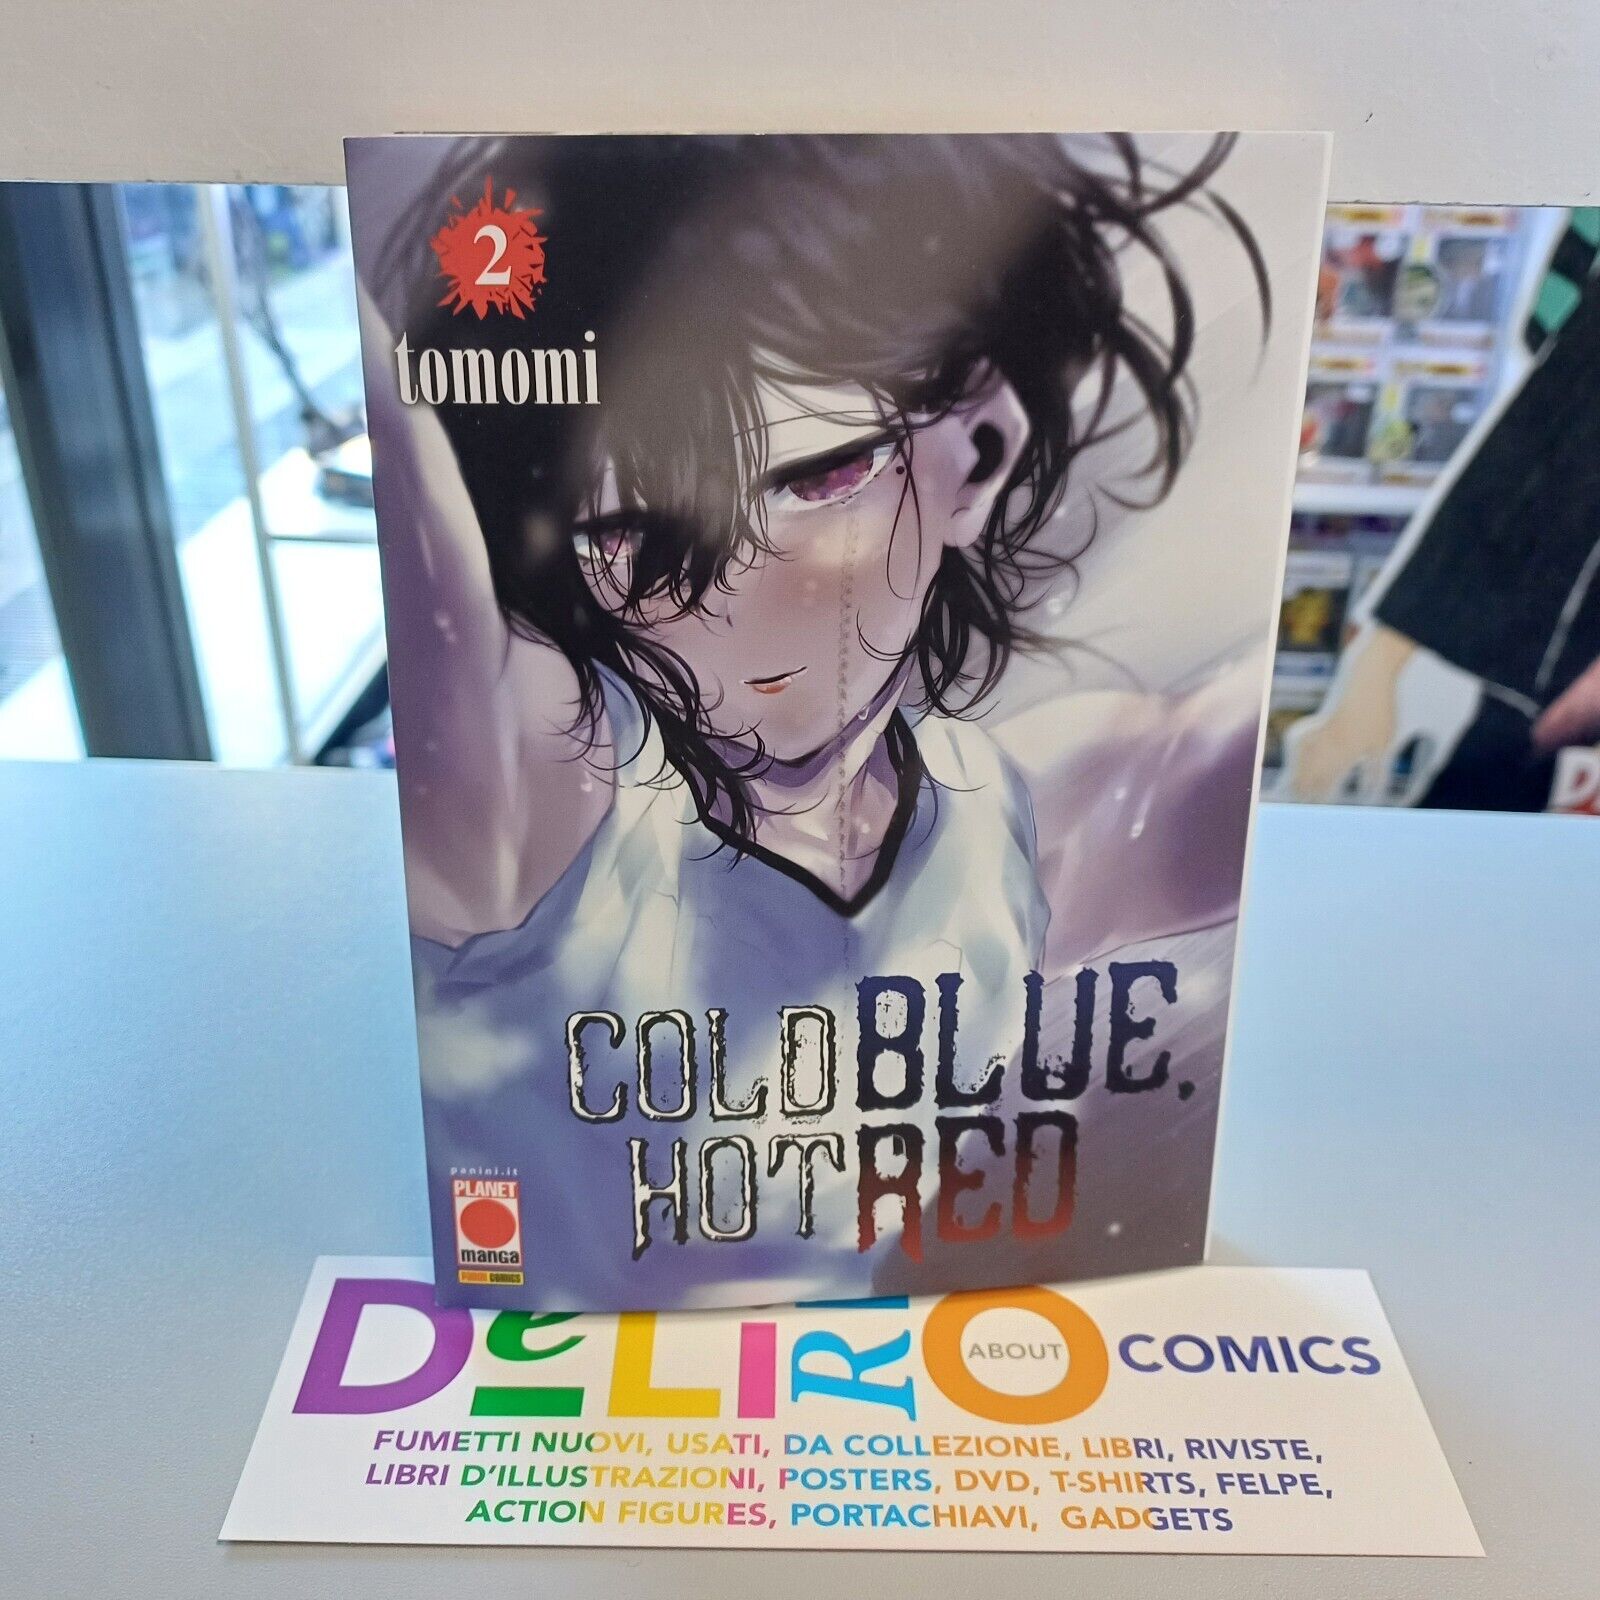 2
tomomi
COLD BLUE,
HOT RED
panini.it
PLANET
manga
PANINI COMICS
DeLiRiO ABOUT COMICS
FUMETTI NUOVI, USATI, DA COLLEZIONE, LIBRI, RIVISTE,
LIBRI D'ILLUSTRAZIONI, POSTERS, DVD, T-SHIRTS, FELPE,
ACTION FIGURES, PORTACHIAVI, GADGETS